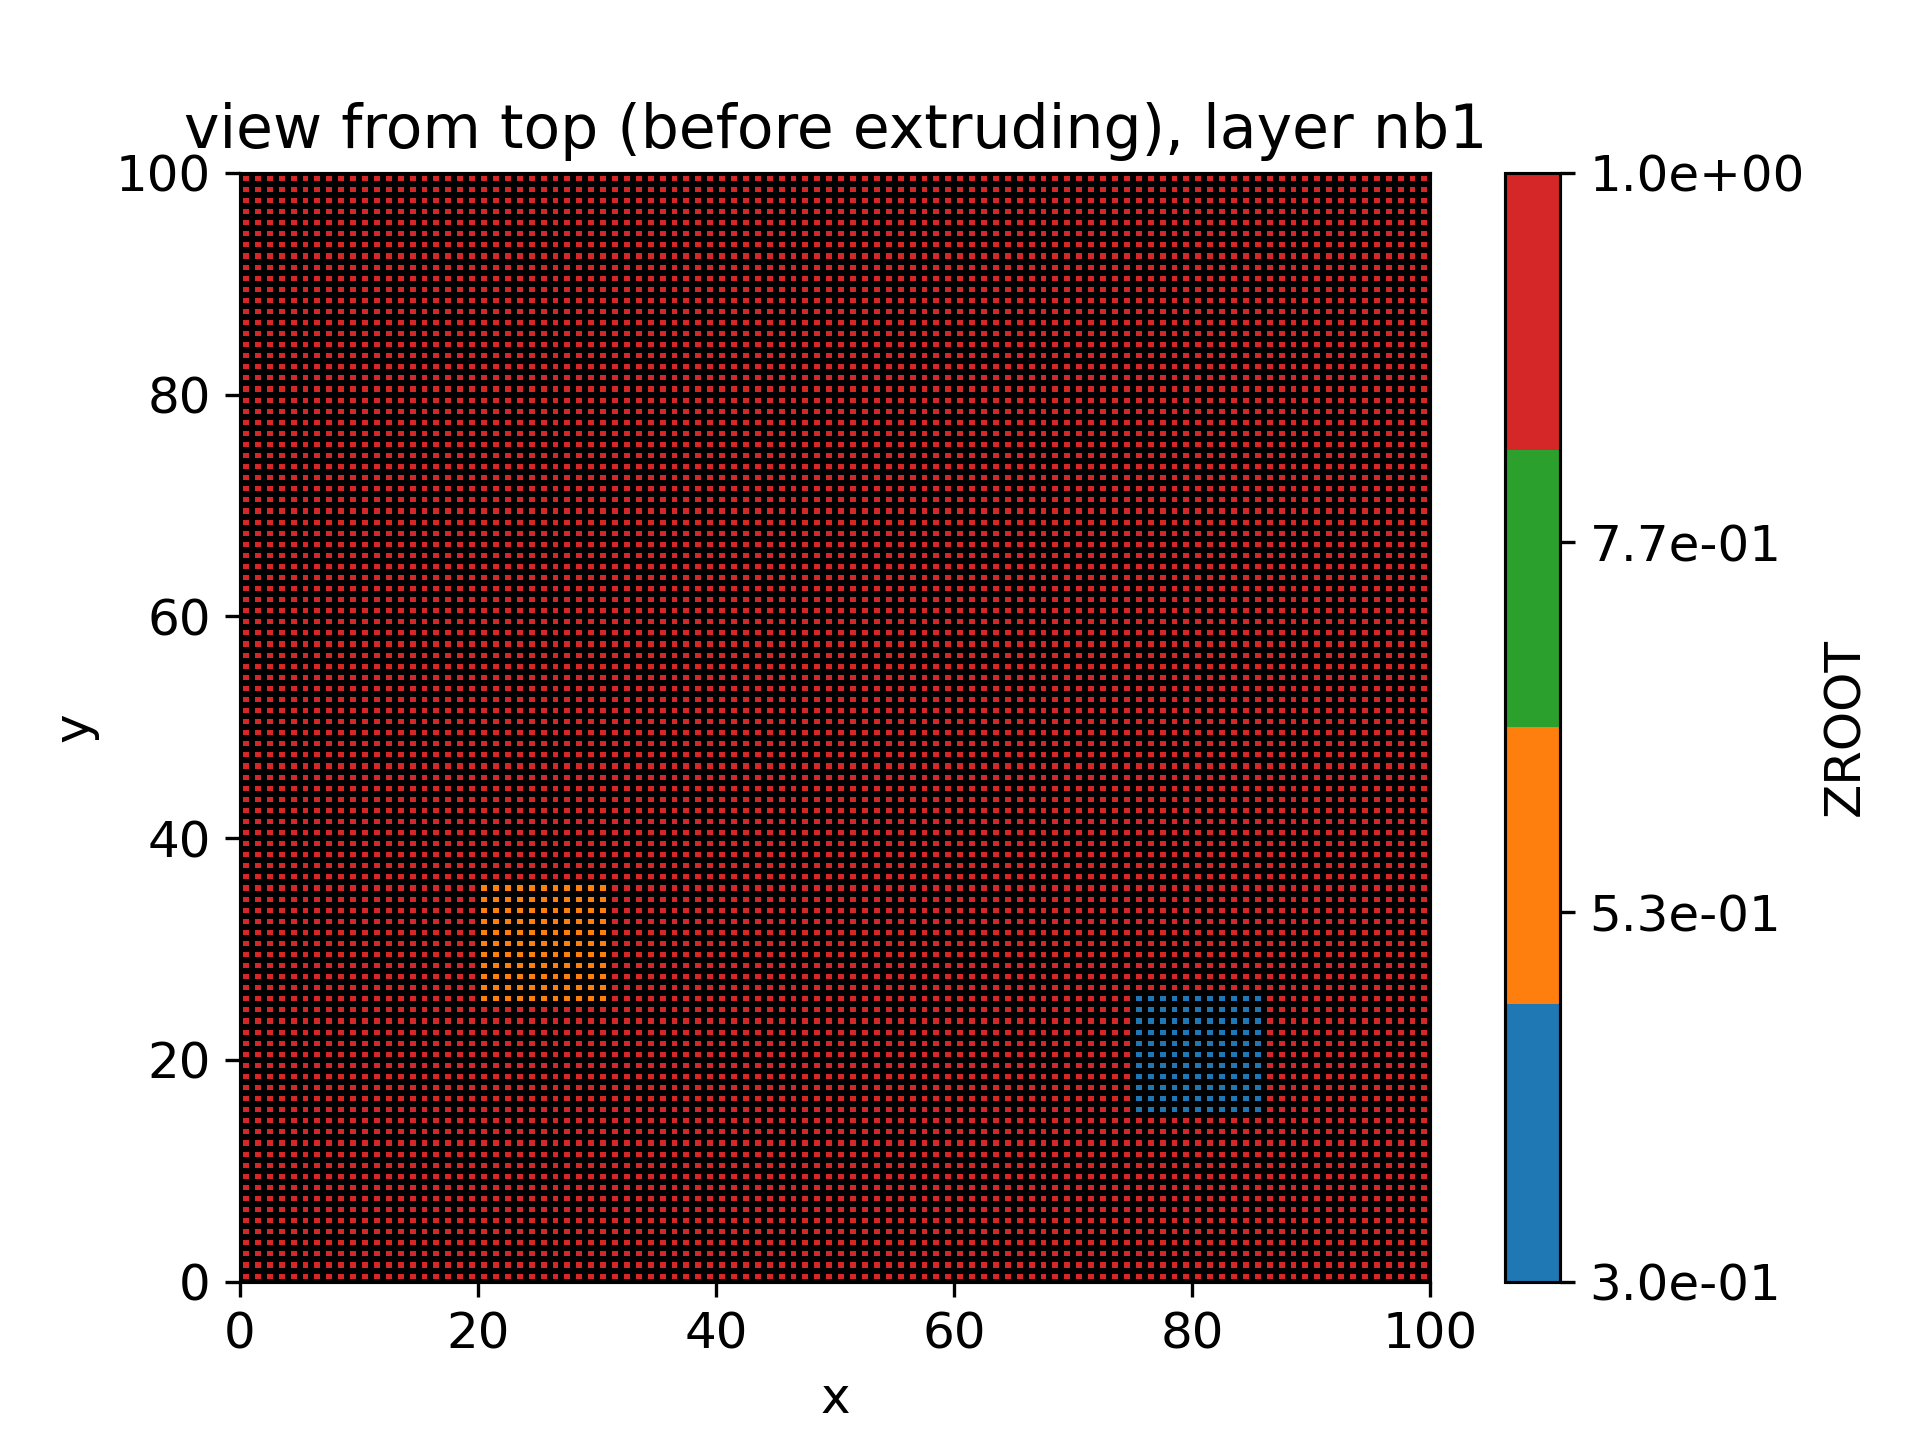 view from top (before extruding), layer nb1
100
80
60
40
20
0
y
0 20 40 60 80 100
x
1.0e+00
7.7e-01
5.3e-01
3.0e-01
ZROOT